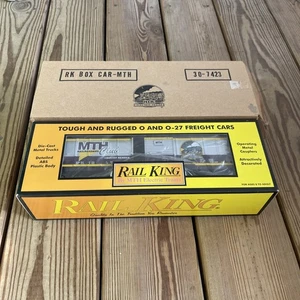 RK BOX CAR-MTH 30-7423
TOUGH AND RUGGED O AND O-27 FREIGHT CARS
Die-Cast
Metal Trucks
Detailed
ABS
Plastic Body
MTH
RAIL KING
Operating
Metal
Couplers
Attractively
Decorated
RAIL KING